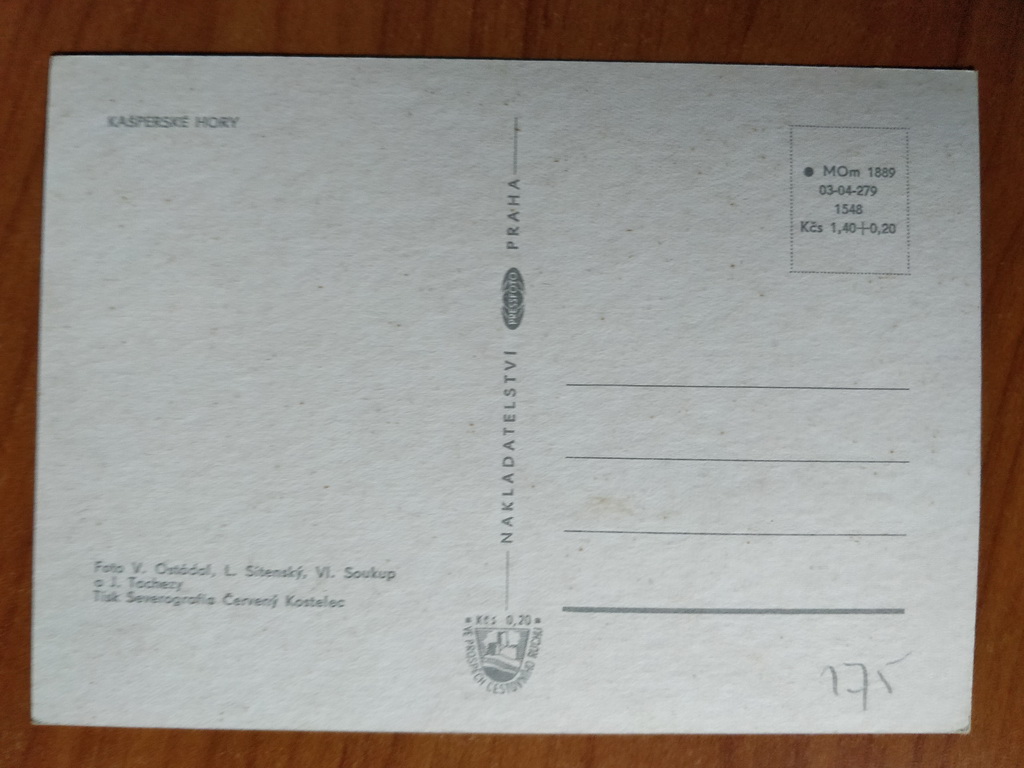 KAŠPERSKÉ HORY
Foto V. Ostádal, L. Sitenský, Vl. Soukup
a J. Tachezy
Tisk Severografia Červený Kostelec
NAKLADATELSTVÍ PRESSFOTO PRAHA
Kčs 0,20
VE PROSPĚCH CESTOVNÍHO RUCHU
● MOm 1889
03-04-279
1548
Kčs 1,40+0,20
175